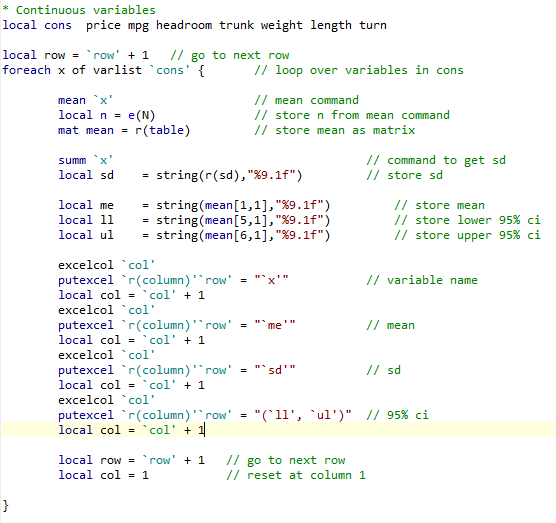 * Continuous variables
local cons  price mpg headroom trunk weight length turn
local row = `row' + 1   // go to next row
foreach x of varlist `cons' {       // loop over variables in cons
mean `x'                    // mean command
local n = e(N)              // store n from mean command
mat mean = r(table)         // store mean as matrix
summ `x'                                    // command to get sd
local sd    = string(r(sd),"%9.1f")         // store sd
local me    = string(mean[1,1],"%9.1f")         // store mean
local ll    = string(mean[5,1],"%9.1f")         // store lower 95% ci
local ul    = string(mean[6,1],"%9.1f")         // store upper 95% ci
excelcol `col'
putexcel `r(column)'`row' = "`x'"           // variable name
local col = `col' + 1
excelcol `col'
putexcel `r(column)'`row' = "`me'"          // mean
local col = `col' + 1
excelcol `col'
putexcel `r(column)'`row' = "`sd'"          // sd
local col = `col' + 1
excelcol `col'
putexcel `r(column)'`row' = "(`ll', `ul')"  // 95% ci
local col = `col' + 1
local row = `row' + 1   // go to next row
local col = 1           // reset at column 1
}